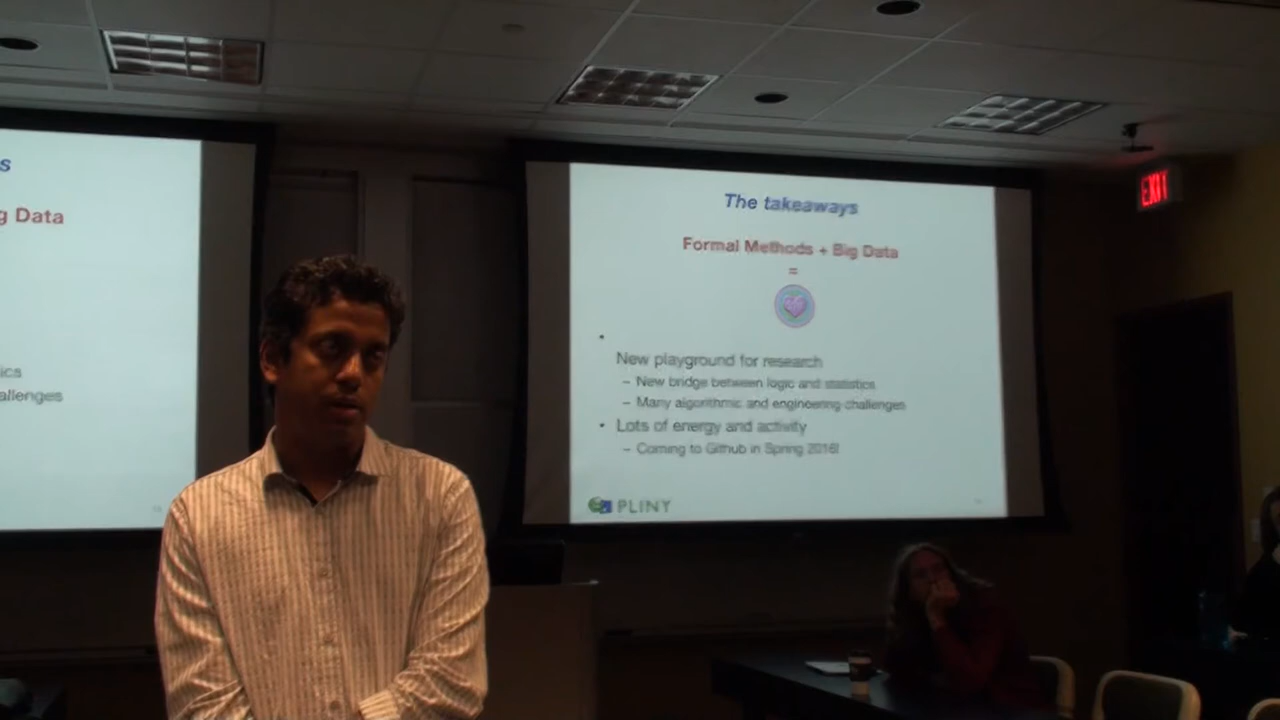 s
g Data
ics
allenges
The takeaways
Formal Methods + Big Data
=
New playground for research
– New bridge between logic and statistics
– Many algorithmic and engineering challenges
• Lots of energy and activity
– Coming to Github in Spring 2016!
PLINY
EXIT